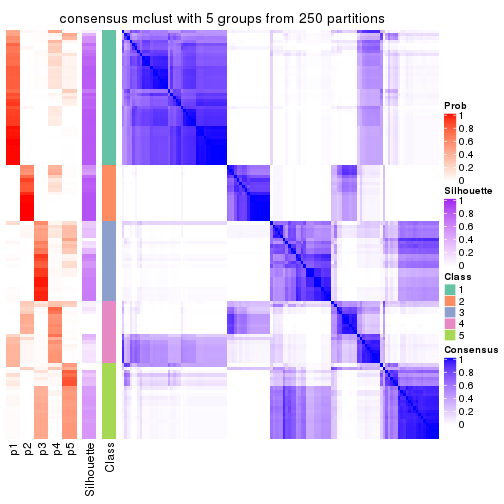 consensus mclust with 5 groups from 250 partitions
Prob
1
0.8
0.6
0.4
0.2
0
Silhouette
1
0.8
0.6
0.4
0.2
0
Class
1
2
3
4
5
Consensus
1
0.8
0.6
0.4
0.2
0
p1
p2
p3
p4
p5
Silhouette
Class